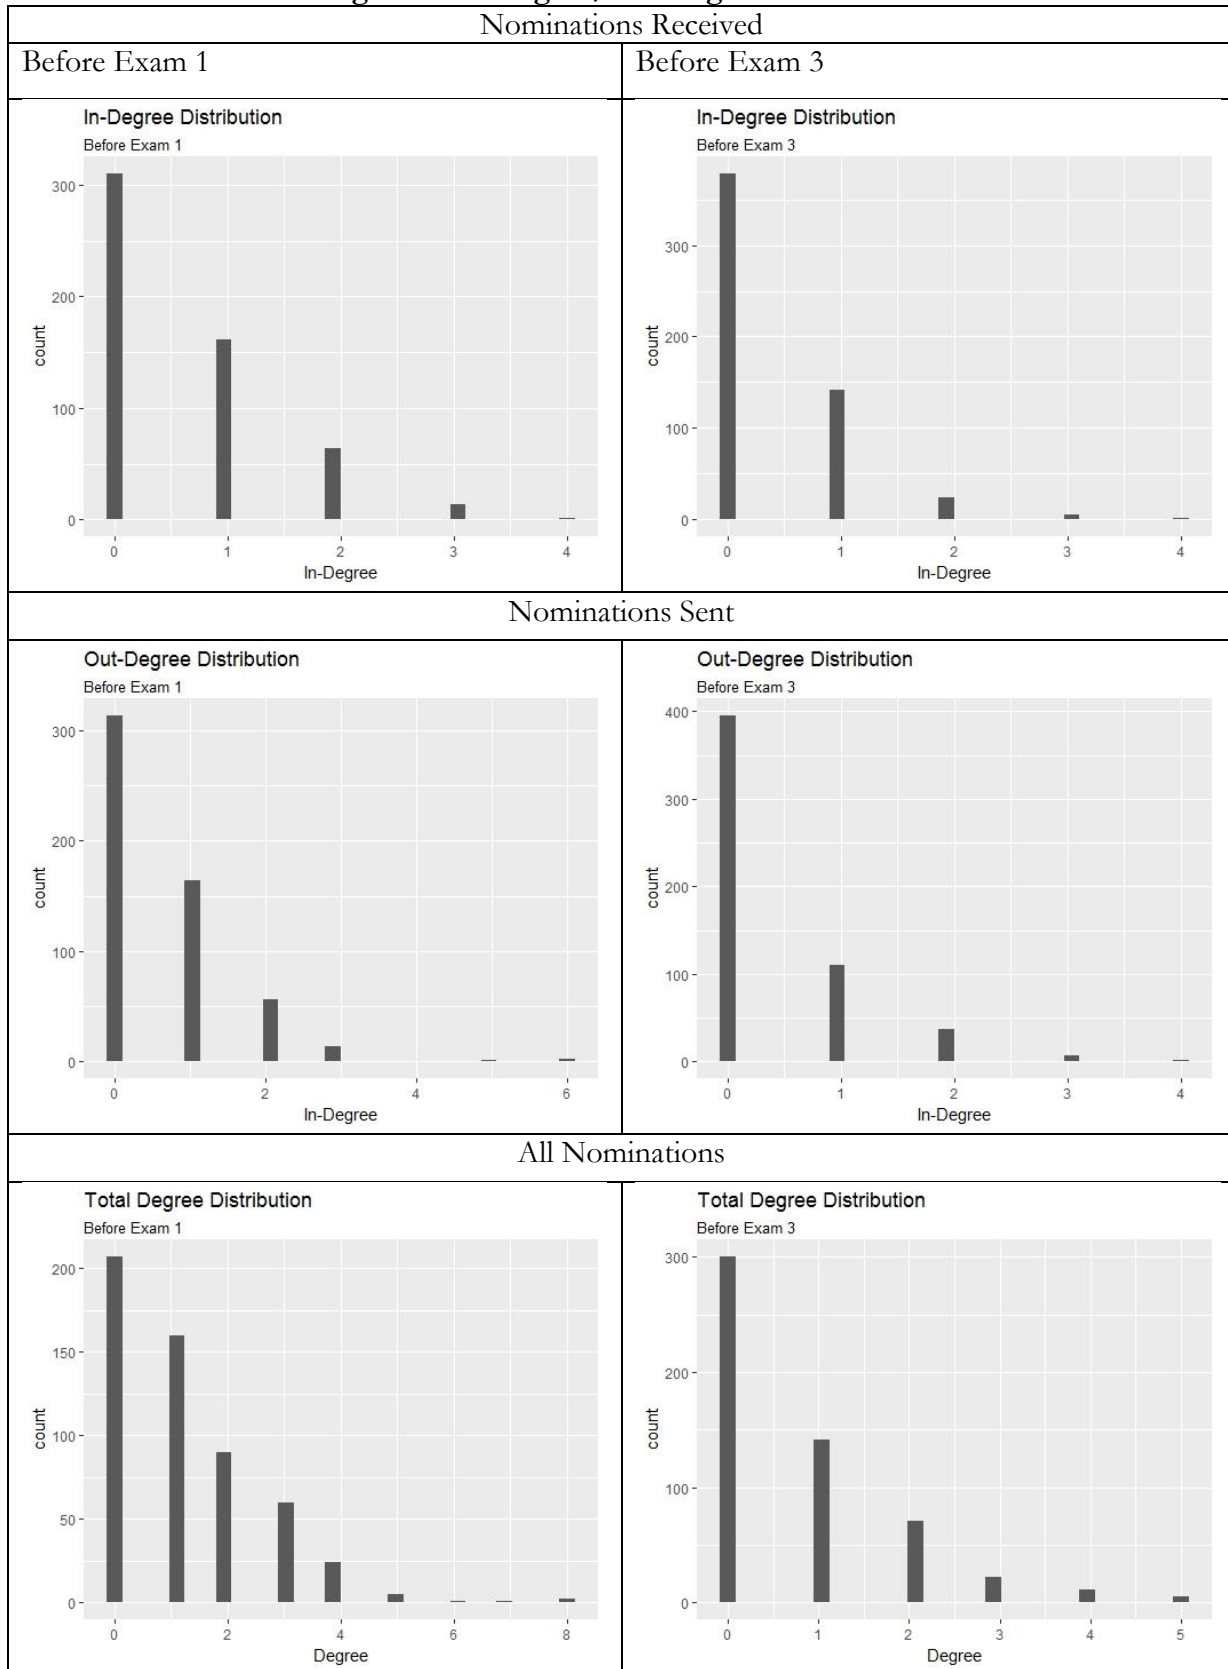 Nominations Received
Before Exam 1
Before Exam 3
In-Degree Distribution
Before Exam 1
300
200
100
0
count
0 1 2 3 4
In-Degree
In-Degree Distribution
Before Exam 3
300
200
100
0
count
0 1 2 3 4
In-Degree
Nominations Sent
Out-Degree Distribution
Before Exam 1
300
200
100
0
count
0 2 4 6
In-Degree
Out-Degree Distribution
Before Exam 3
400
300
200
100
0
count
0 1 2 3 4
In-Degree
All Nominations
Total Degree Distribution
Before Exam 1
200
150
100
50
0
count
0 2 4 6 8
Degree
Total Degree Distribution
Before Exam 3
300
200
100
0
count
0 1 2 3 4 5
Degree